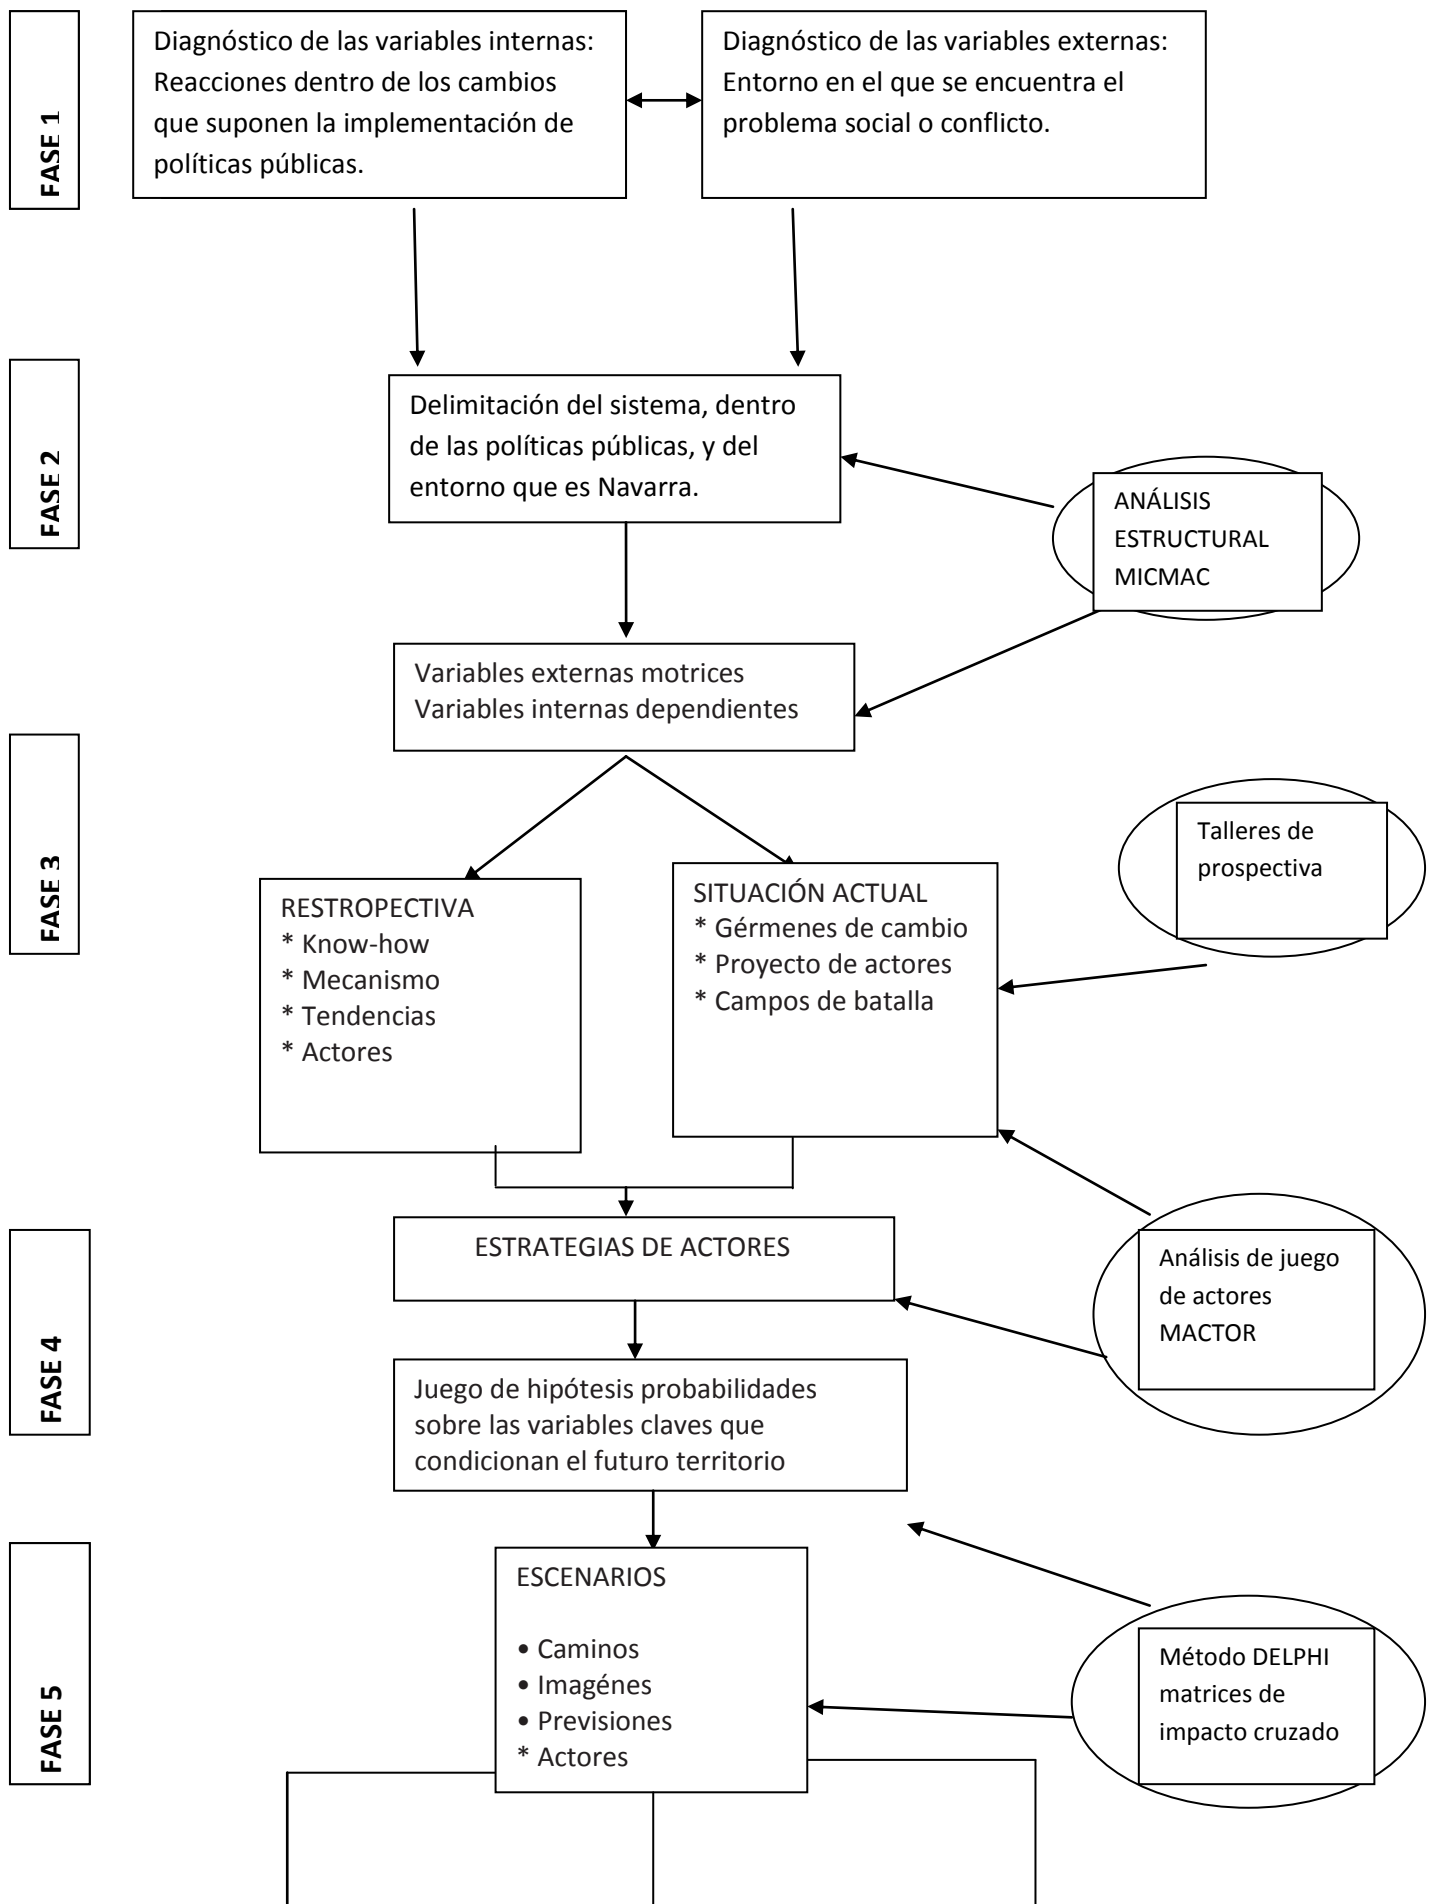 FASE 1
Diagnóstico de las variables internas:
Reacciones dentro de los cambios
que suponen la implementación de
políticas públicas.
Diagnóstico de las variables externas:
Entorno en el que se encuentra el
problema social o conflicto.
FASE 2
Delimitación del sistema, dentro
de las políticas públicas, y del
entorno que es Navarra.
ANÁLISIS
ESTRUCTURAL
MICMAC
Variables externas motrices
Variables internas dependientes
FASE 3
RESTROPECTIVA
* Know-how
* Mecanismo
* Tendencias
* Actores
SITUACIÓN ACTUAL
* Gérmenes de cambio
* Proyecto de actores
* Campos de batalla
Talleres de
prospectiva
FASE 4
ESTRATEGIAS DE ACTORES
Análisis de juego
de actores
MACTOR
Juego de hipótesis probabilidades
sobre las variables claves que
condicionan el futuro territorio
FASE 5
ESCENARIOS
• Caminos
• Imagénes
• Previsiones
* Actores
Método DELPHI
matrices de
impacto cruzado